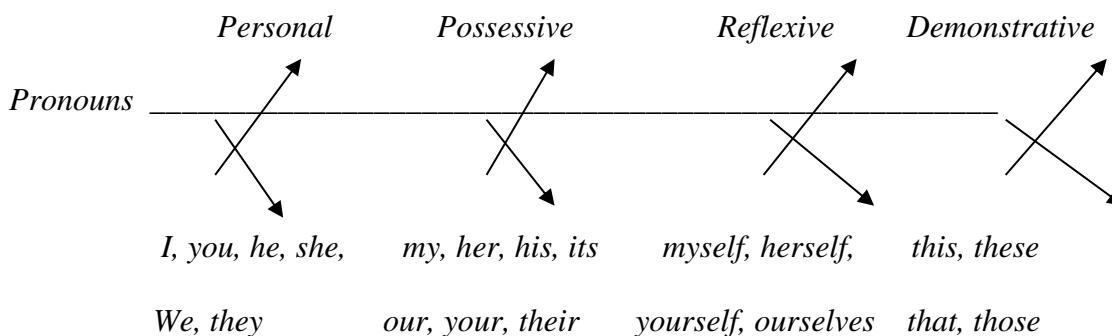 Personal Possessive Reflexive Demonstrative
Pronouns
I, you, he, she, my, her, his, its myself, herself, this, these
We, they our, your, their yourself, ourselves that, those